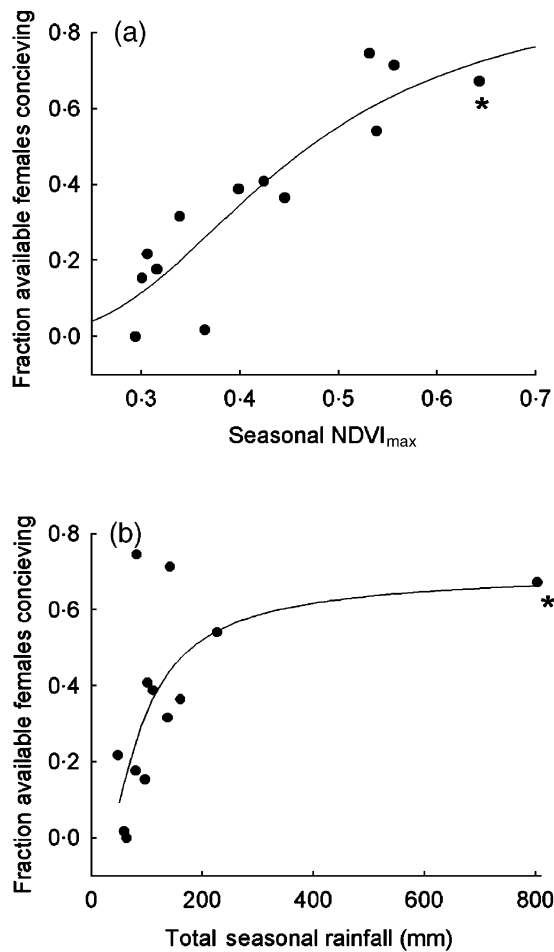 (a)
Fraction available females concieving
0·8
0·6
0·4
0·2
0·0
*
0·3 0·4 0·5 0·6 0·7
Seasonal NDVImax
(b)
Fraction available females concieving
0·8
0·6
0·4
0·2
0·0
*
0 200 400 600 800
Total seasonal rainfall (mm)